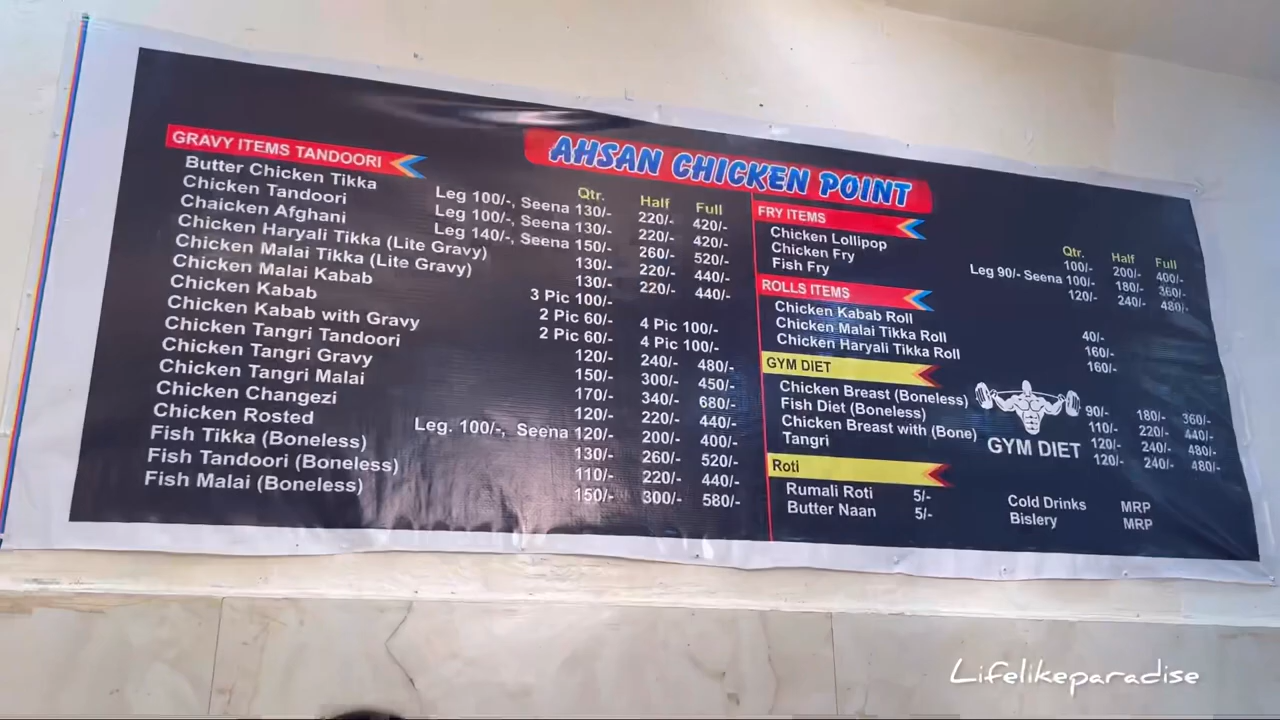 AHSAN CHICKEN POINT
GRAVY ITEMS TANDOORI
Qtr. Half Full
Butter Chicken Tikka Leg 100/-, Seena 130/- 220/- 420/-
Chicken Tandoori Leg 100/-, Seena 130/- 220/- 420/-
Chaicken Afghani Leg 140/-, Seena 150/- 260/- 520/-
Chicken Haryali Tikka (Lite Gravy) 130/- 220/- 440/-
Chicken Malai Tikka (Lite Gravy) 130/- 220/- 440/-
Chicken Malai Kabab 3 Pic 100/-
Chicken Kabab 2 Pic 60/- 4 Pic 100/-
Chicken Kabab with Gravy 2 Pic 60/- 4 Pic 100/-
Chicken Tangri Tandoori 120/- 240/- 480/-
Chicken Tangri Gravy 150/- 300/- 450/-
Chicken Tangri Malai 170/- 340/- 680/-
Chicken Changezi 120/- 220/- 440/-
Chicken Rosted Leg. 100/-, Seena 120/- 200/- 400/-
Fish Tikka (Boneless) 130/- 260/- 520/-
Fish Tandoori (Boneless) 110/- 220/- 440/-
Fish Malai (Boneless) 150/- 300/- 580/-
FRY ITEMS
Qtr. Half Full
Chicken Lollipop 100/- 200/- 400/-
Chicken Fry Leg 90/- Seena 100/- 180/- 360/-
Fish Fry 120/- 240/- 480/-
ROLLS ITEMS
Chicken Kabab Roll 40/-
Chicken Malai Tikka Roll 160/-
Chicken Haryali Tikka Roll 160/-
GYM DIET
Chicken Breast (Boneless) 90/- 180/- 360/-
Fish Diet (Boneless) 110/- 220/- 440/-
Chicken Breast with (Bone) 120/- 240/- 480/-
Tangri 120/- 240/- 480/-
GYM DIET
Roti
Rumali Roti 5/- Cold Drinks MRP
Butter Naan 5/- Bislery MRP
Lifelikeparadise